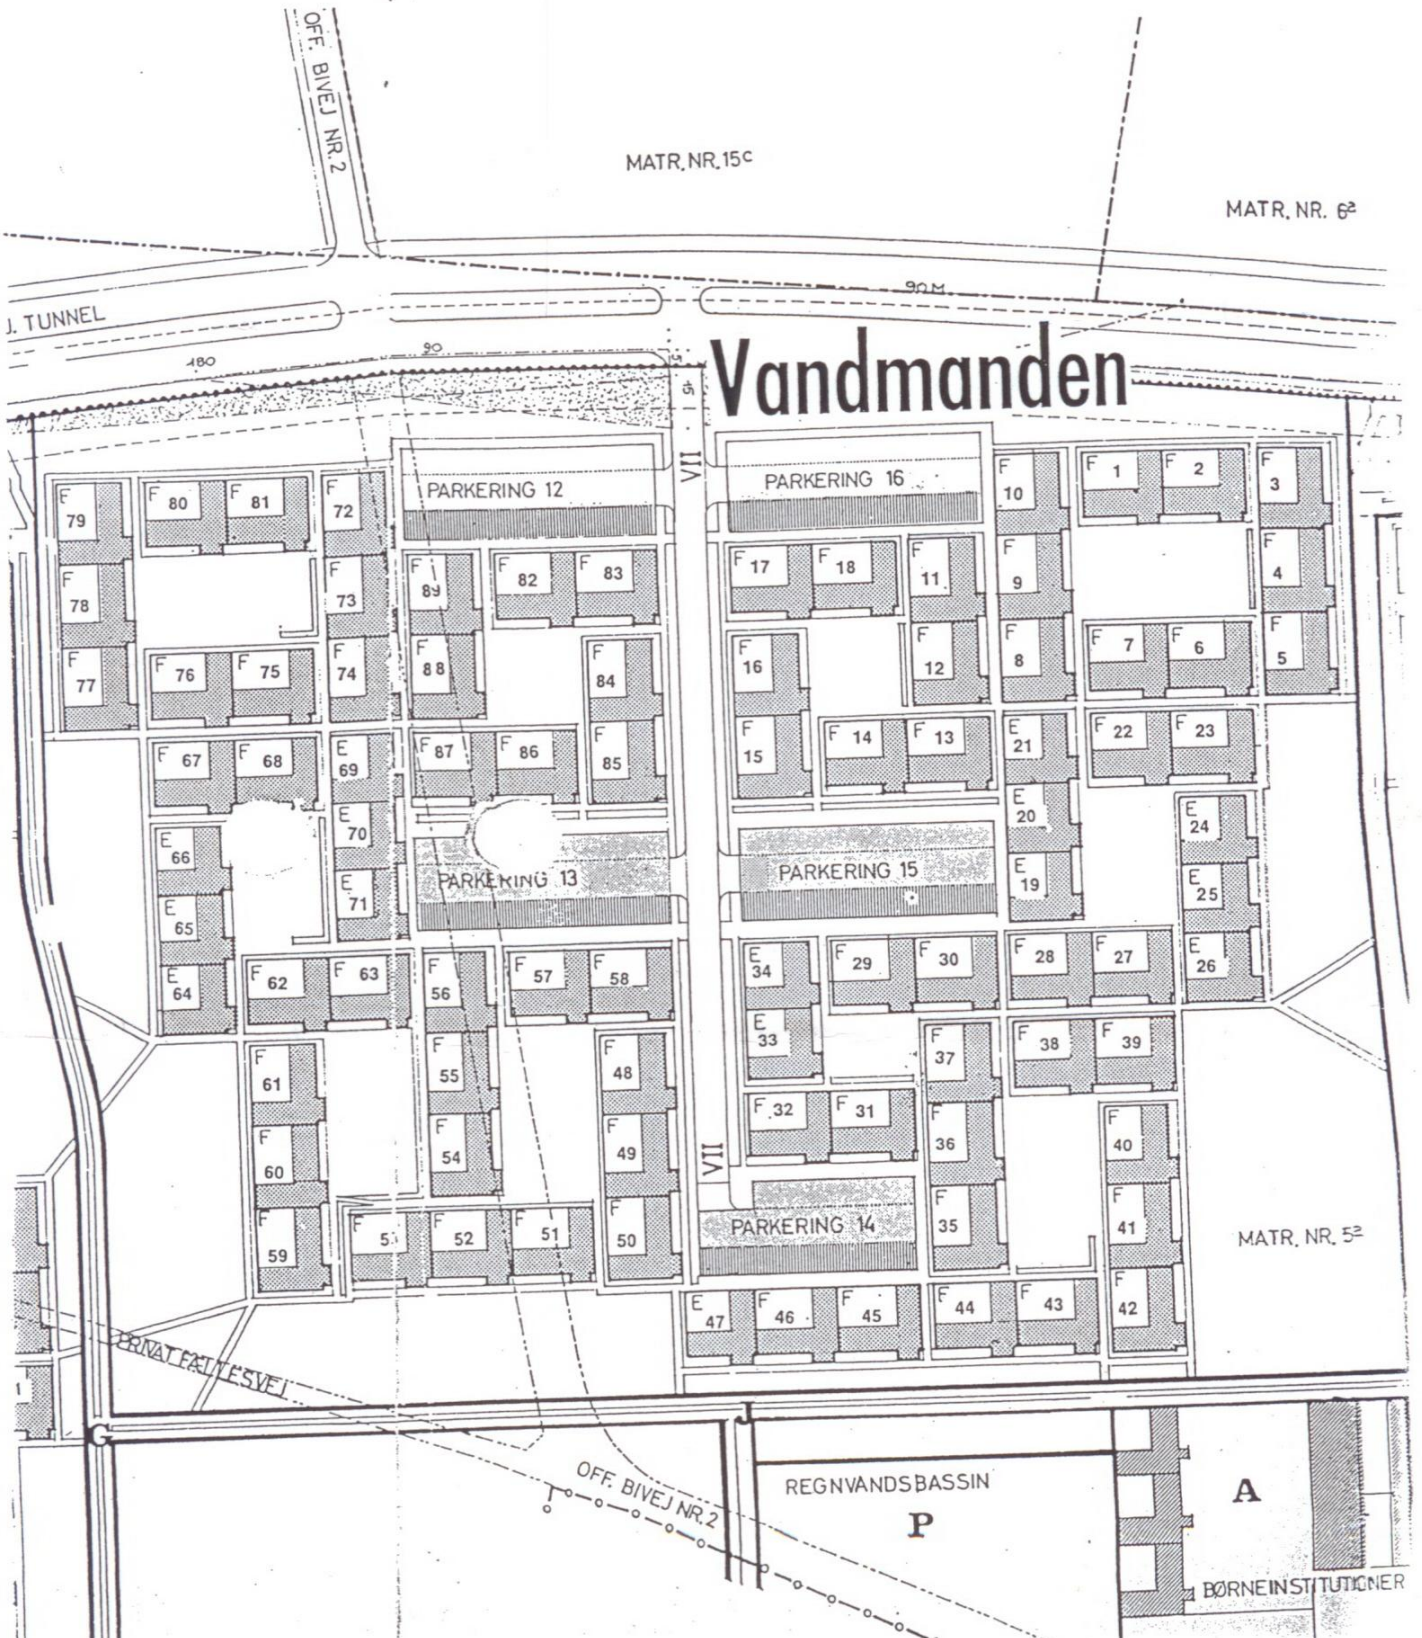 OFF. BIVEJ NR. 2
MATR. NR. 15c
MATR. NR. 6a
J. TUNNEL
90 M
180
90
5
15
Vandmanden
VII
PARKERING 12
PARKERING 16
F 79
F 80
F 81
F 72
F 10
F 1
F 2
F 3
F 78
F 73
F 89
F 82
F 83
F 17
F 18
F 11
F 9
F 4
F 77
F 76
F 75
F 74
F 88
F 84
F 16
F 12
F 8
F 7
F 6
F 5
F 67
F 68
E 69
F 87
F 86
F 85
F 15
F 14
F 13
E 21
F 22
F 23
E 66
E 70
E 20
E 24
E 65
E 71
PARKERING 13
PARKERING 15
E 19
E 25
E 64
F 62
F 63
F 56
F 57
F 58
E 34
F 29
F 30
F 28
F 27
E 26
F 61
F 55
F 48
E 33
F 37
F 38
F 39
F 60
F 54
F 49
F 32
F 31
F 36
F 40
VII
F 59
F
F 52
F 51
F 50
PARKERING 14
F 35
F 41
MATR. NR. 5a
E 47
F 46
F 45
F 44
F 43
F 42
1
G
J
OFF. BIVEJ NR. 2
REGNVANDSBASSIN
P
A
BØRNEINSTITUTIONER